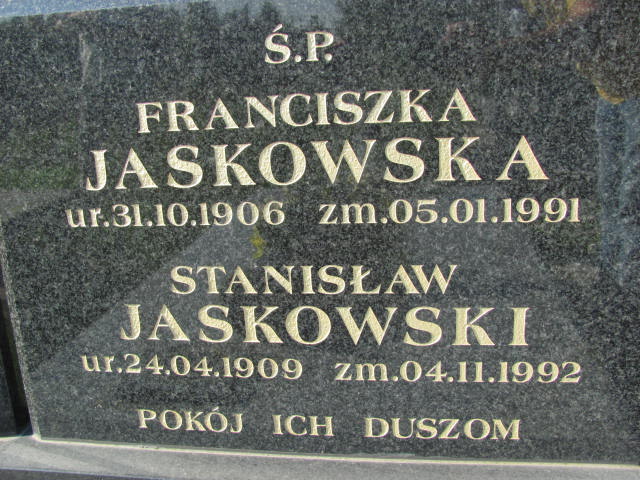 Ś.P.
FRANCISZKA
JASKOWSKA
ur.31.10.1906 zm.05.01.1991
STANISŁAW
JASKOWSKI
ur.24.04.1909 zm.04.11.1992
POKÓJ ICH DUSZOM